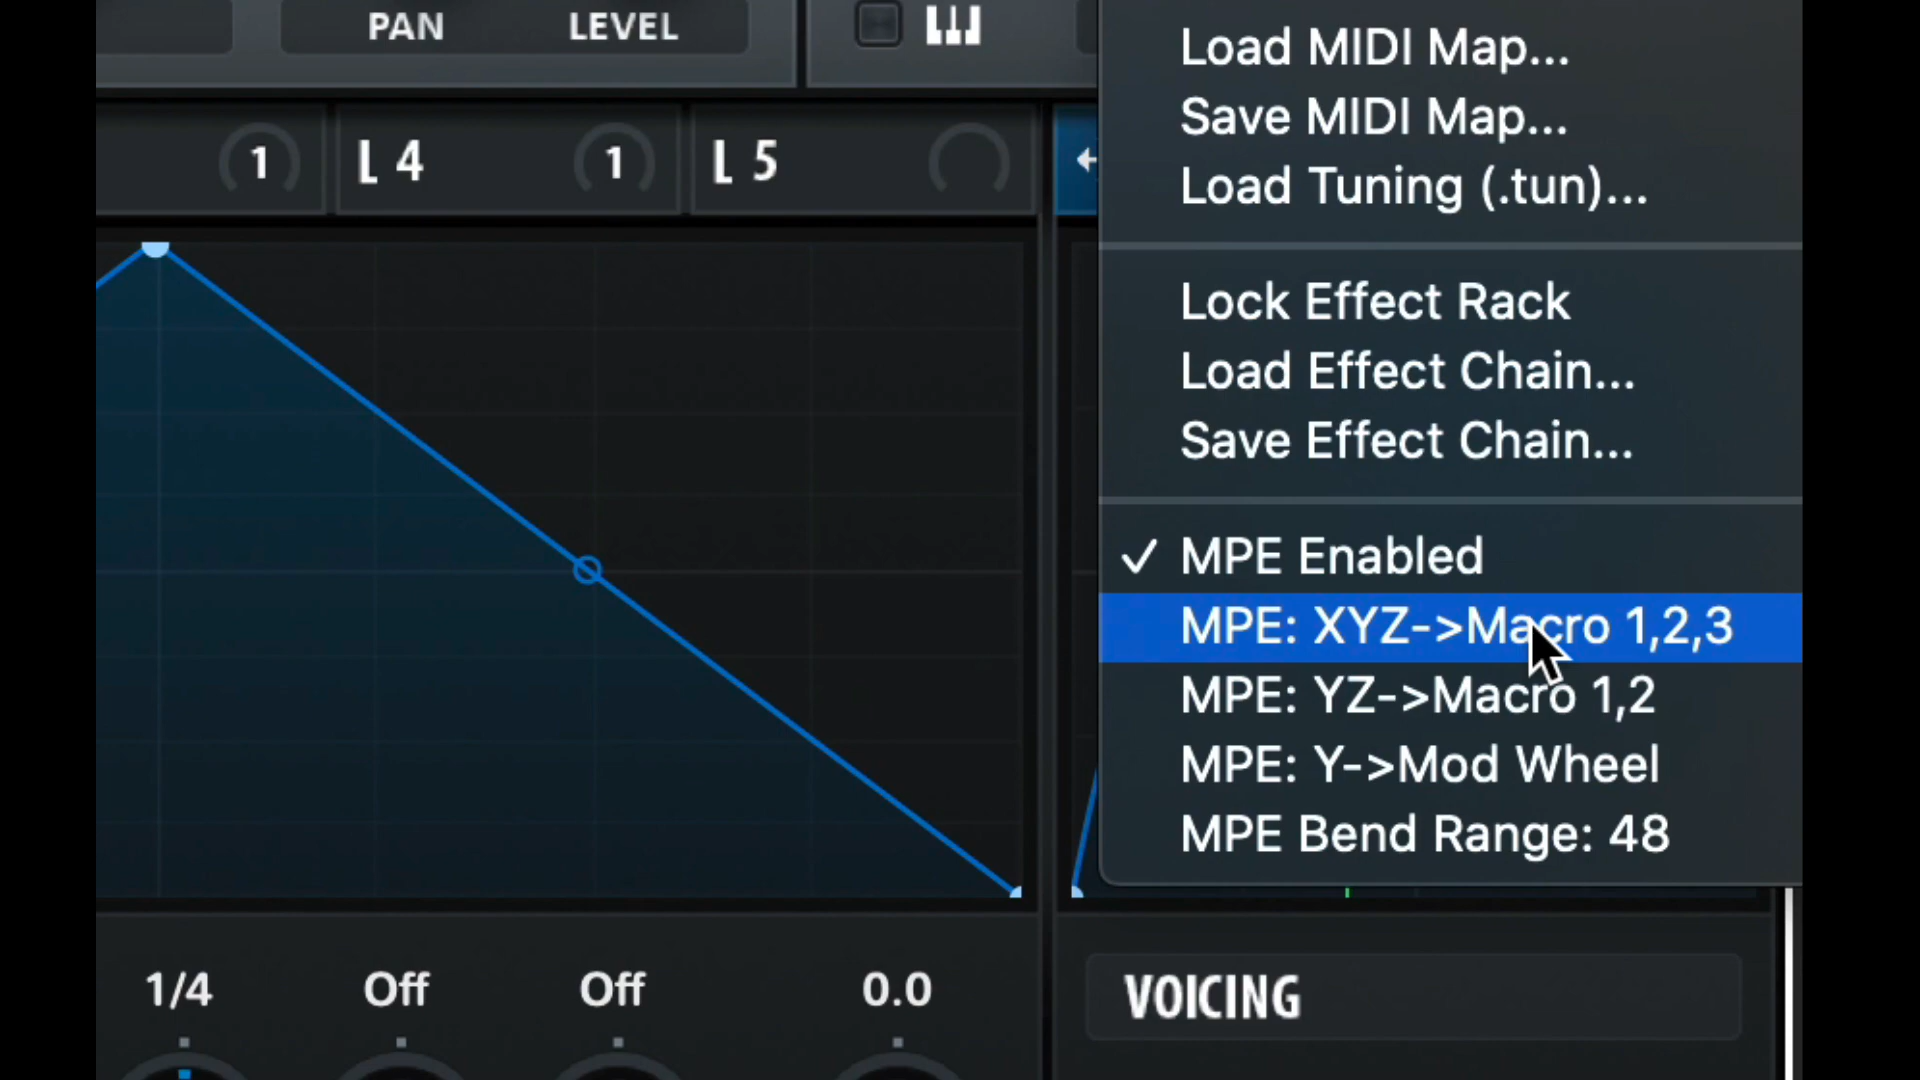 PAN LEVEL
1 L 4 1 L 5
Load MIDI Map...
Save MIDI Map...
Load Tuning (.tun)...
Lock Effect Rack
Load Effect Chain...
Save Effect Chain...
✓ MPE Enabled
MPE: XYZ->Macro 1,2,3
MPE: YZ->Macro 1,2
MPE: Y->Mod Wheel
MPE Bend Range: 48
1/4 Off Off 0.0
VOICING